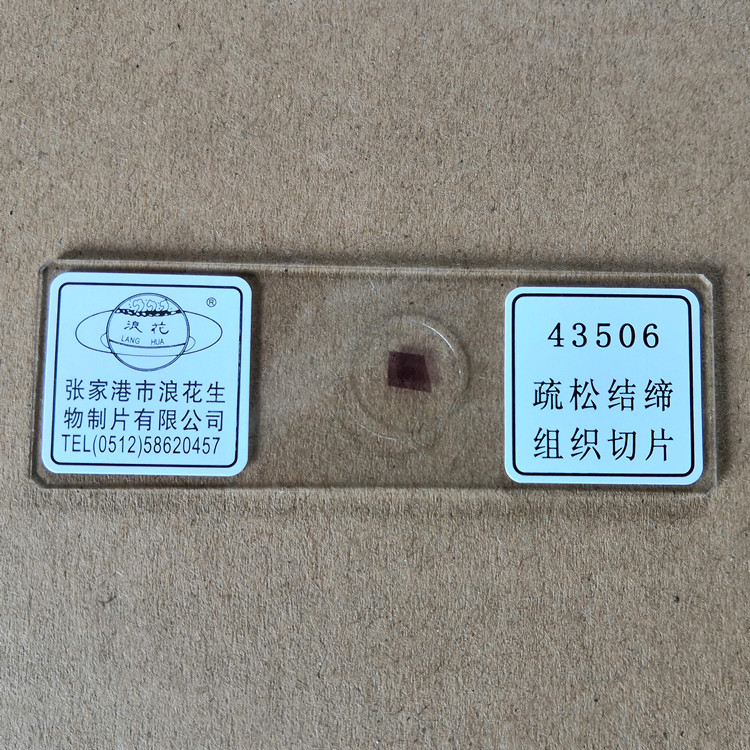 浪花
LANG HUA
®
张家港市浪花生
物制片有限公司
TEL(0512)58620457
43506
疏松结缔
组织切片